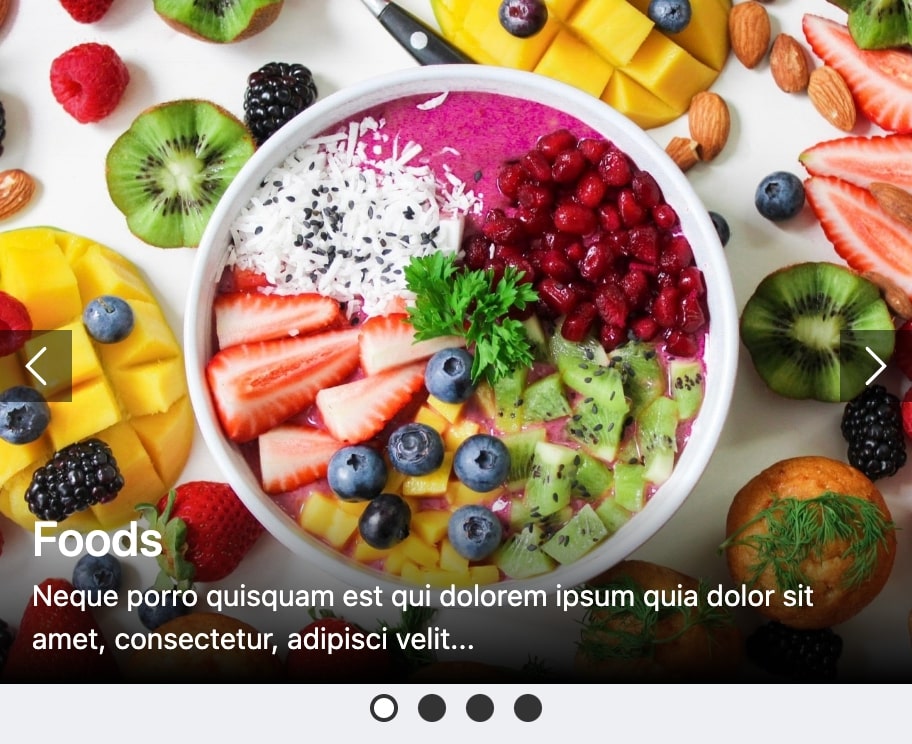 Foods
Neque porro quisquam est qui dolorem ipsum quia dolor sit
amet, consectetur, adipisci velit...